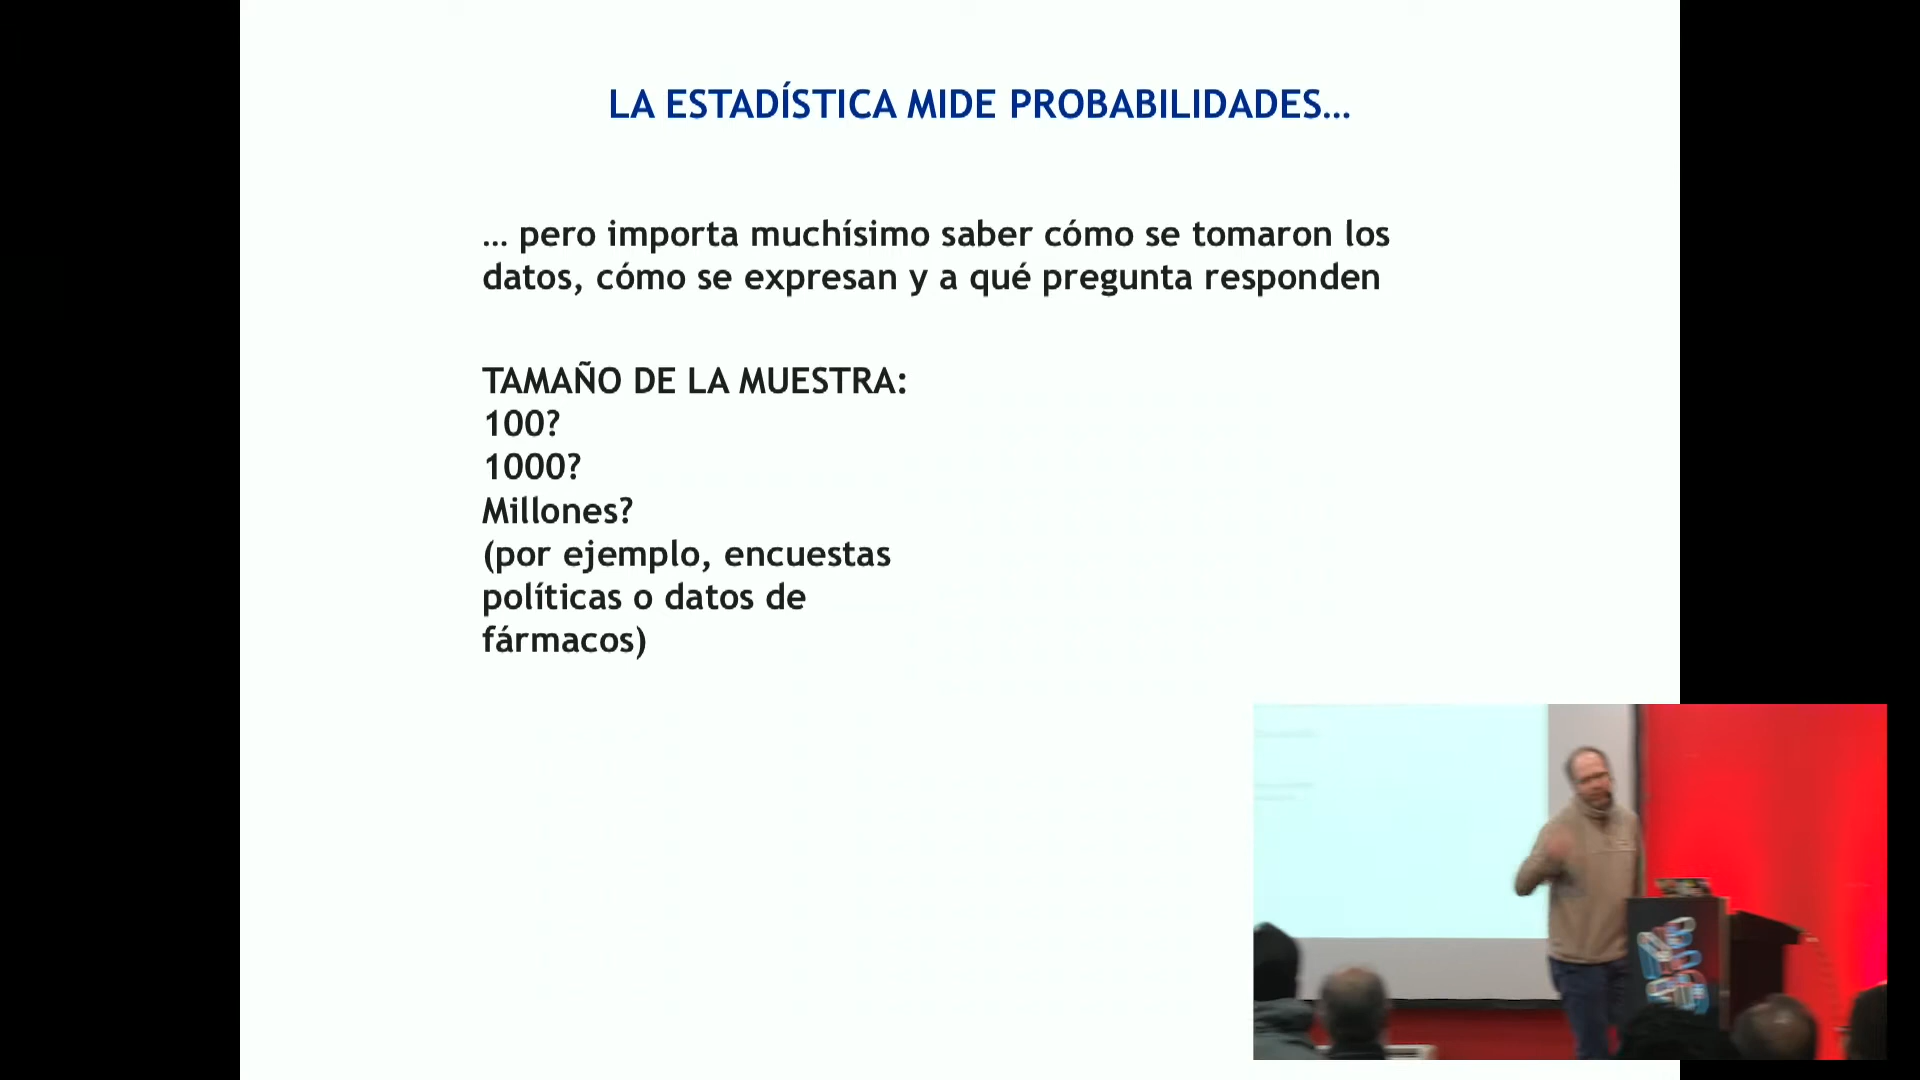 LA ESTADÍSTICA MIDE PROBABILIDADES...
... pero importa muchísimo saber cómo se tomaron los
datos, cómo se expresan y a qué pregunta responden
TAMAÑO DE LA MUESTRA:
100?
1000?
Millones?
(por ejemplo, encuestas
políticas o datos de
fármacos)